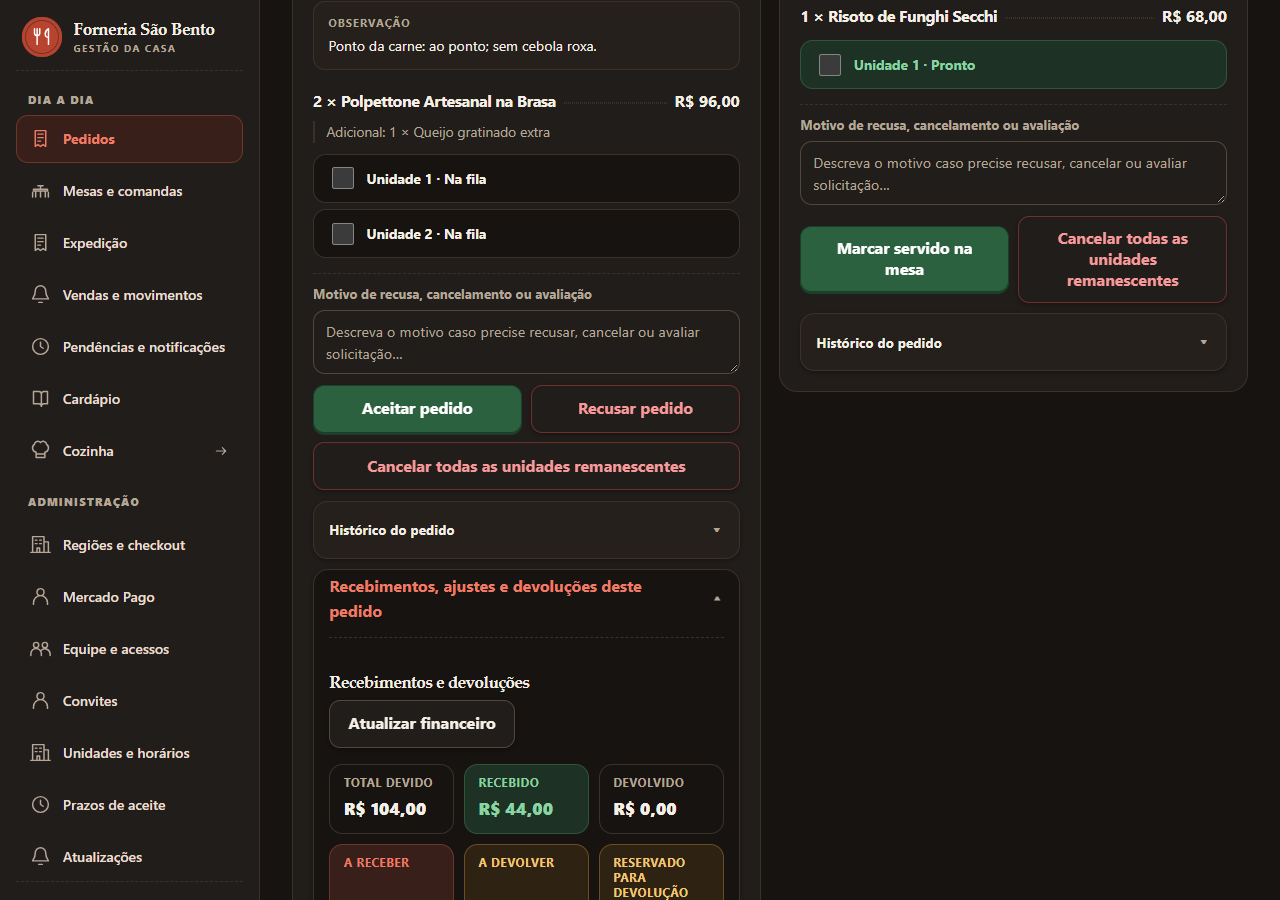 Forneria São Bento
GESTÃO DA CASA
DIA A DIA
Pedidos
Mesas e comandas
Expedição
Vendas e movimentos
Pendências e notificações
Cardápio
Cozinha →
ADMINISTRAÇÃO
Regiões e checkout
Mercado Pago
Equipe e acessos
Convites
Unidades e horários
Prazos de aceite
Atualizações
OBSERVAÇÃO
Ponto da carne: ao ponto; sem cebola roxa.
2 × Polpettone Artesanal na Brasa R$ 96,00
Adicional: 1 × Queijo gratinado extra
Unidade 1 · Na fila
Unidade 2 · Na fila
Motivo de recusa, cancelamento ou avaliação
Descreva o motivo caso precise recusar, cancelar ou avaliar
solicitação...
Aceitar pedido
Recusar pedido
Cancelar todas as unidades remanescentes
Histórico do pedido
Recebimentos, ajustes e devoluções deste
pedido
Recebimentos e devoluções
Atualizar financeiro
TOTAL DEVIDO
R$ 104,00
RECEBIDO
R$ 44,00
DEVOLVIDO
R$ 0,00
A RECEBER
A DEVOLVER
RESERVADO
PARA
DEVOLUÇÃO
1 × Risoto de Funghi Secchi R$ 68,00
Unidade 1 · Pronto
Motivo de recusa, cancelamento ou avaliação
Descreva o motivo caso precise recusar, cancelar ou avaliar
solicitação...
Marcar servido na
mesa
Cancelar todas as
unidades
remanescentes
Histórico do pedido